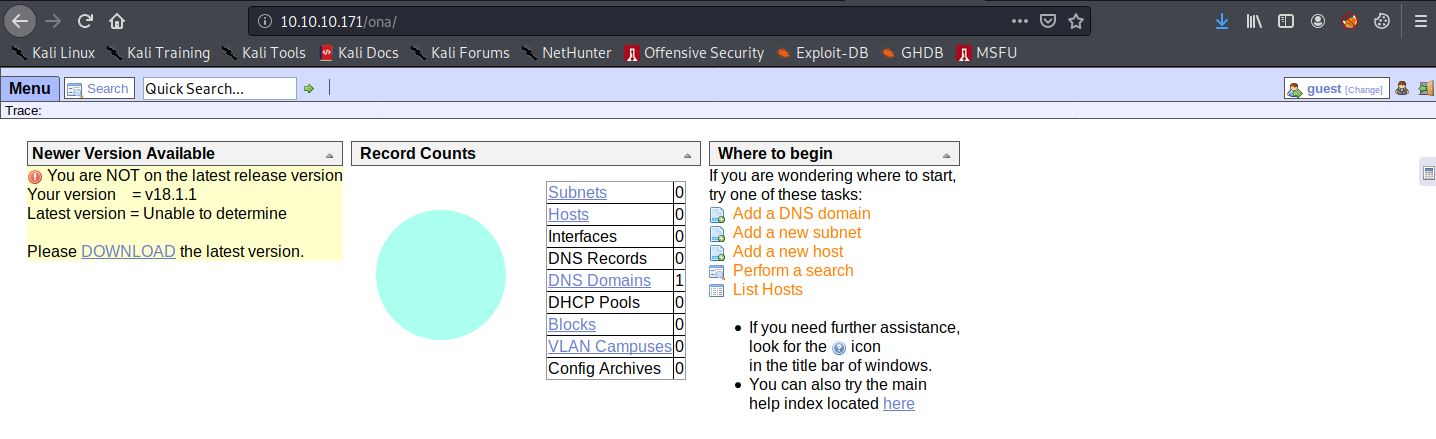 10.10.10.171/ona/
Kali Linux Kali Training Kali Tools Kali Docs Kali Forums NetHunter Offensive Security Exploit-DB GHDB MSFU
Menu Search Quick Search... guest [Change]
Trace:
Newer Version Available
You are NOT on the latest release version
Your version = v18.1.1
Latest version = Unable to determine
Please DOWNLOAD the latest version.
Record Counts
Subnets 0
Hosts 0
Interfaces 0
DNS Records 0
DNS Domains 1
DHCP Pools 0
Blocks 0
VLAN Campuses 0
Config Archives 0
Where to begin
If you are wondering where to start,
try one of these tasks:
Add a DNS domain
Add a new subnet
Add a new host
Perform a search
List Hosts
• If you need further assistance,
look for the ? icon
in the title bar of windows.
• You can also try the main
help index located here